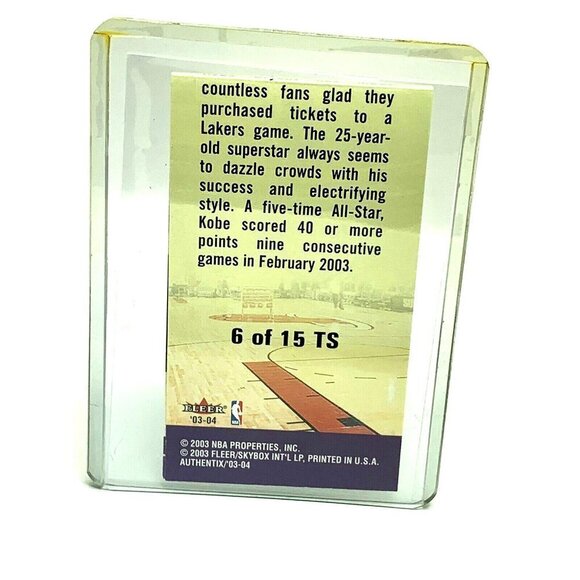 countless fans glad they
purchased tickets to a
Lakers game. The 25-year-
old superstar always seems
to dazzle crowds with his
success and electrifying
style. A five-time All-Star,
Kobe scored 40 or more
points nine consecutive
games in February 2003.
6 of 15 TS
FLEER
'03-04
NBA
© 2003 NBA PROPERTIES, INC.
© 2003 FLEER/SKYBOX INT'L LP, PRINTED IN U.S.A.
AUTHENTIX/'03-04